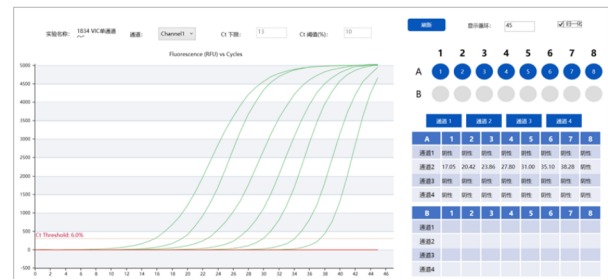 实验名称: 1034 VIC单通道 通道: Channel1 Ct 下限: 13 Ct 阈值(%): 10
刷新 显示循环: 45 归一化
Fluorescence (RFU) vs Cycles
5000
4500
4000
3500
3000
2500
2000
1500
1000
500
0
-500
Ct Threshold: 6.0%
0 2 4 6 8 10 12 14 16 18 20 22 24 26 28 30 32 34 36 38 40 42 44 46
1 2 3 4 5 6 7 8
A 1 2 3 4 5 6 7 8
B
通道 1 通道 2 通道 3 通道 4
A 1 2 3 4 5 6 7 8
通道1 阴性 阴性 阴性 阴性 阴性 阴性 阴性 阴性
通道2 17.05 20.42 23.86 27.80 31.00 35.10 38.28 阴性
通道3 阴性 阴性 阴性 阴性 阴性 阴性 阴性 阴性
通道4 阴性 阴性 阴性 阴性 阴性 阴性 阴性 阴性
B 1 2 3 4 5 6 7 8
通道1
通道2
通道3
通道4